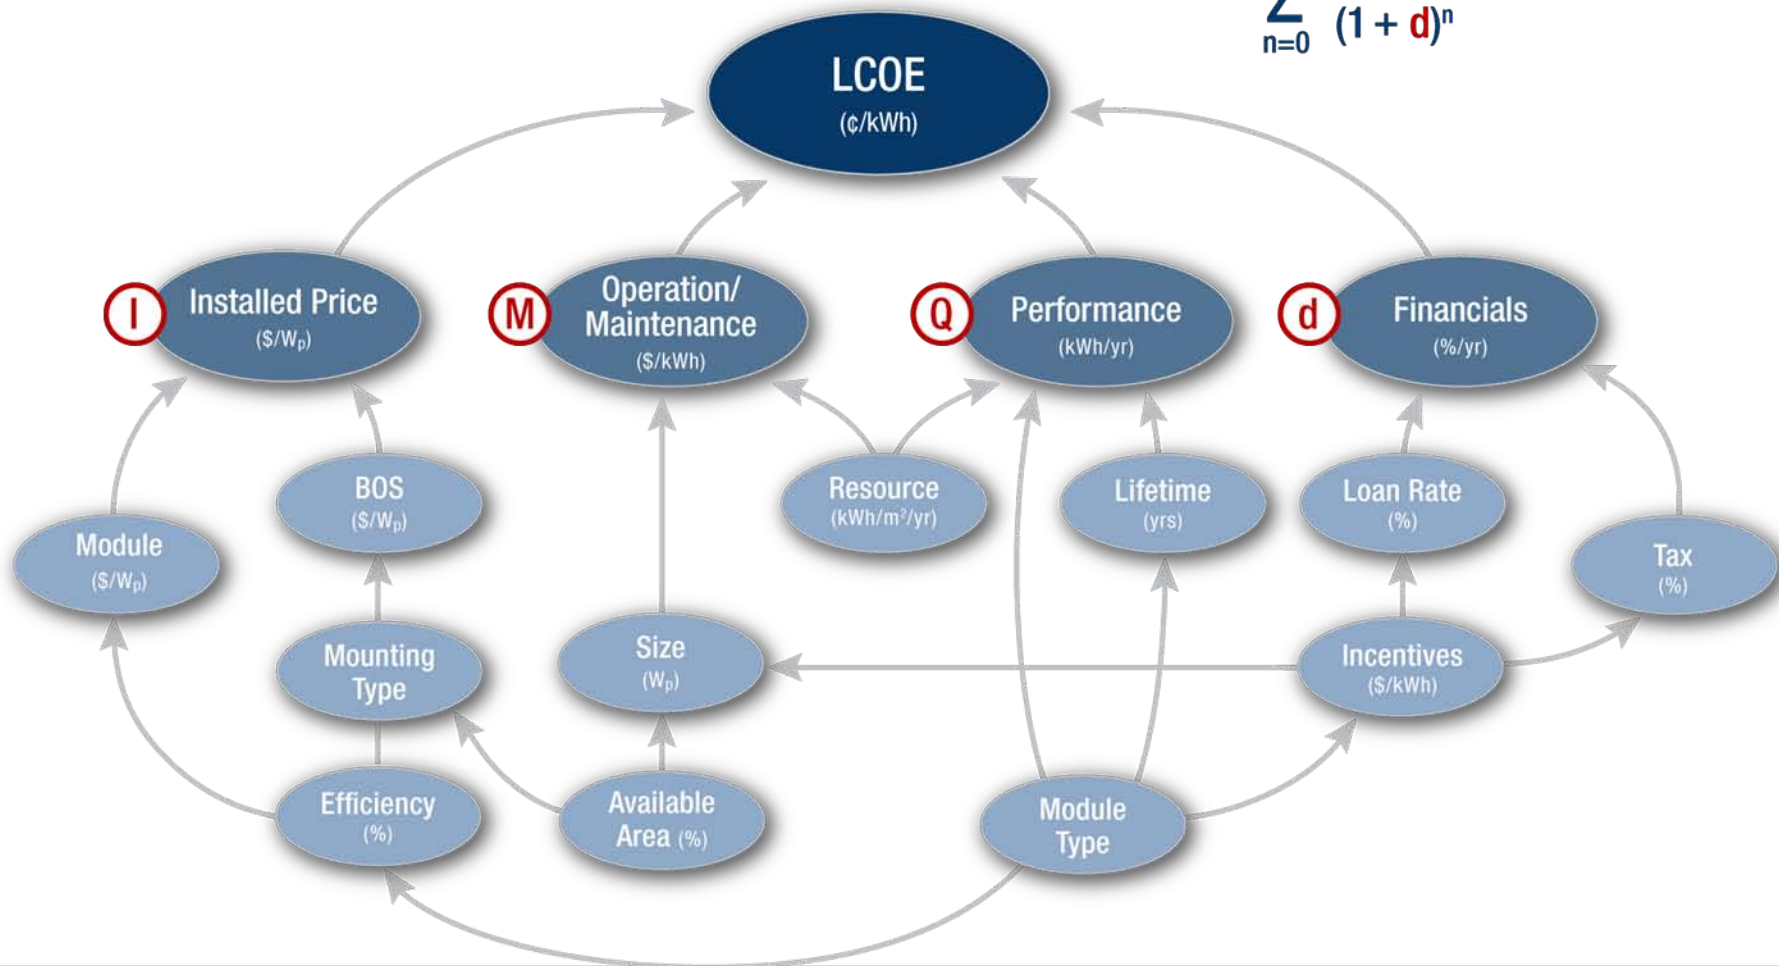 ∑ (1 + d)ⁿ
n=0
LCOE
(¢/kWh)
I
Installed Price
($/Wₚ)
M
Operation/
Maintenance
($/kWh)
Q
Performance
(kWh/yr)
d
Financials
(%/yr)
Module
($/Wₚ)
BOS
($/Wₚ)
Resource
(kWh/m²/yr)
Lifetime
(yrs)
Loan Rate
(%)
Tax
(%)
Mounting
Type
Size
(Wₚ)
Incentives
($/kWh)
Efficiency
(%)
Available
Area (%)
Module
Type